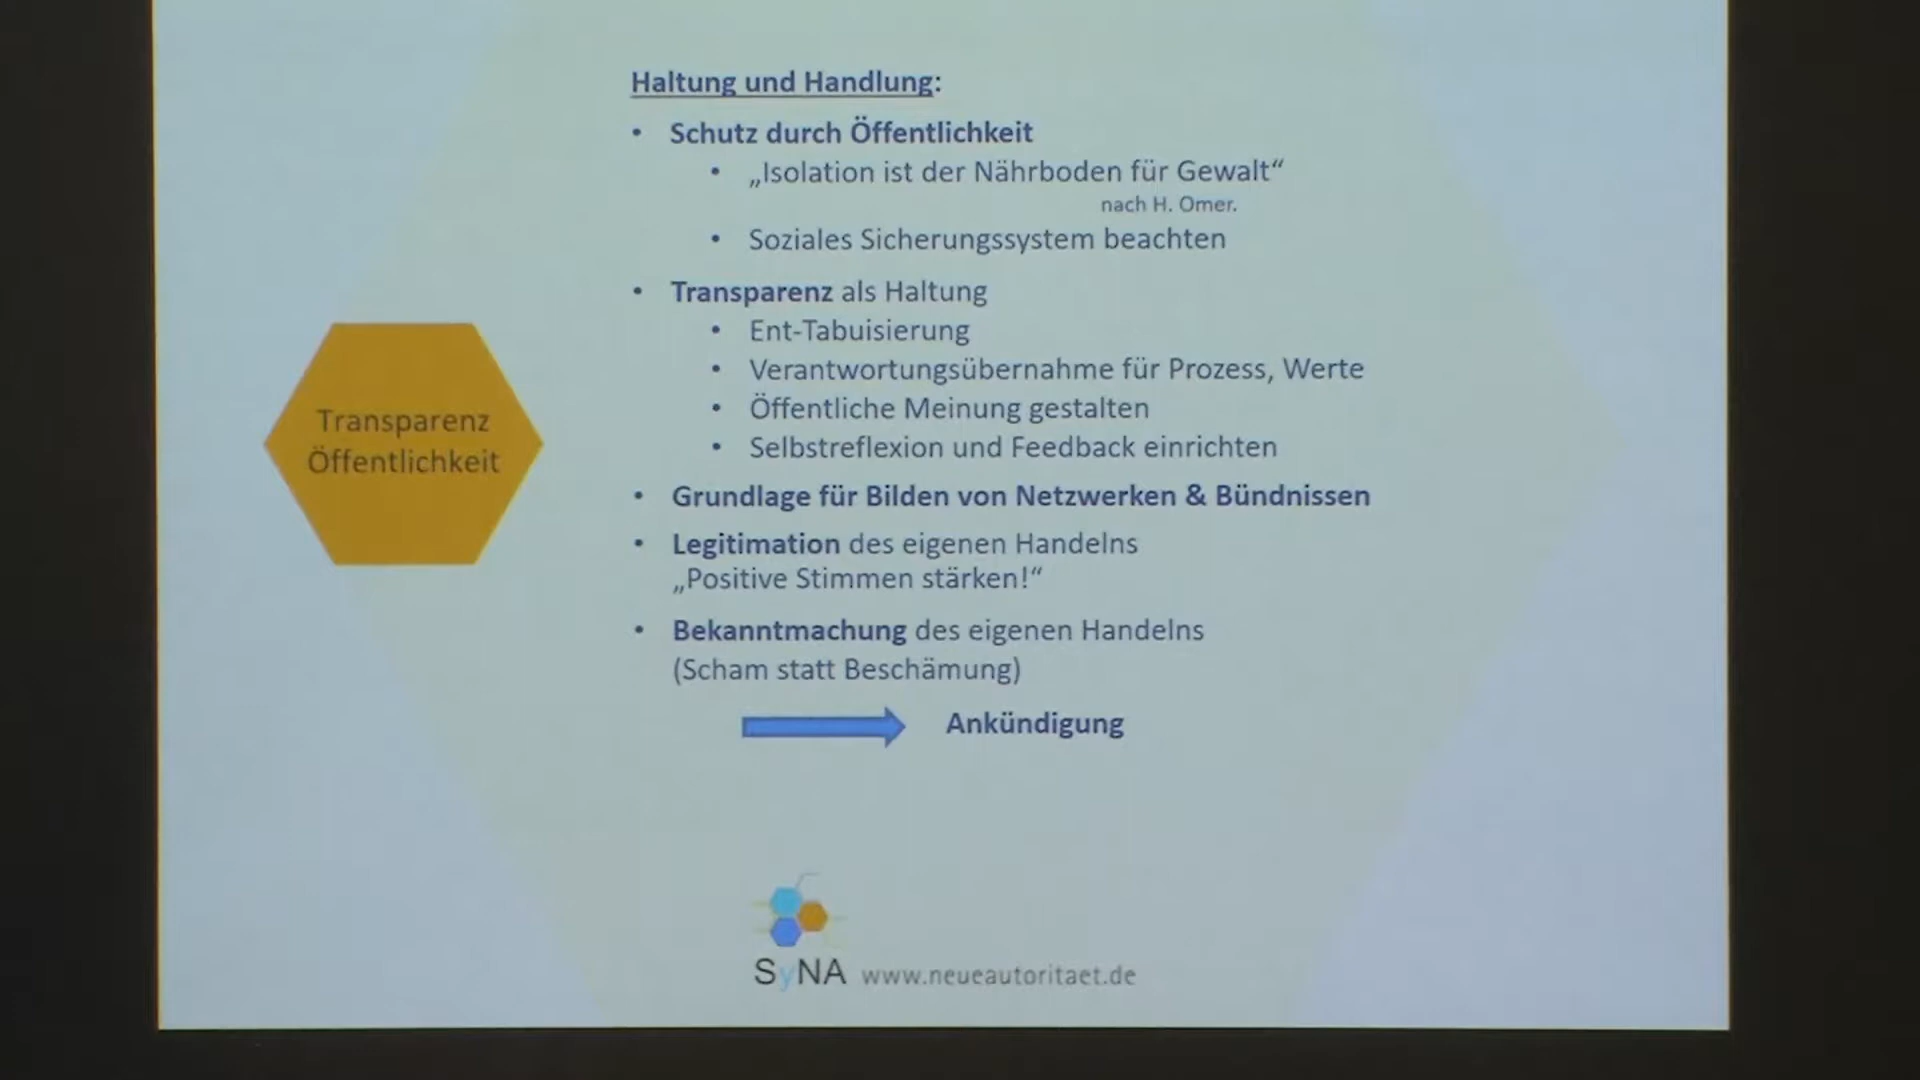 Haltung und Handlung:
• Schutz durch Öffentlichkeit
• „Isolation ist der Nährboden für Gewalt“
nach H. Omer.
• Soziales Sicherungssystem beachten
• Transparenz als Haltung
• Ent-Tabuisierung
• Verantwortungsübernahme für Prozess, Werte
• Öffentliche Meinung gestalten
• Selbstreflexion und Feedback einrichten
Transparenz
Öffentlichkeit
• Grundlage für Bilden von Netzwerken & Bündnissen
• Legitimation des eigenen Handelns
„Positive Stimmen stärken!“
• Bekanntmachung des eigenen Handelns
(Scham statt Beschämung)
Ankündigung
SyNA www.neueautoritaet.de